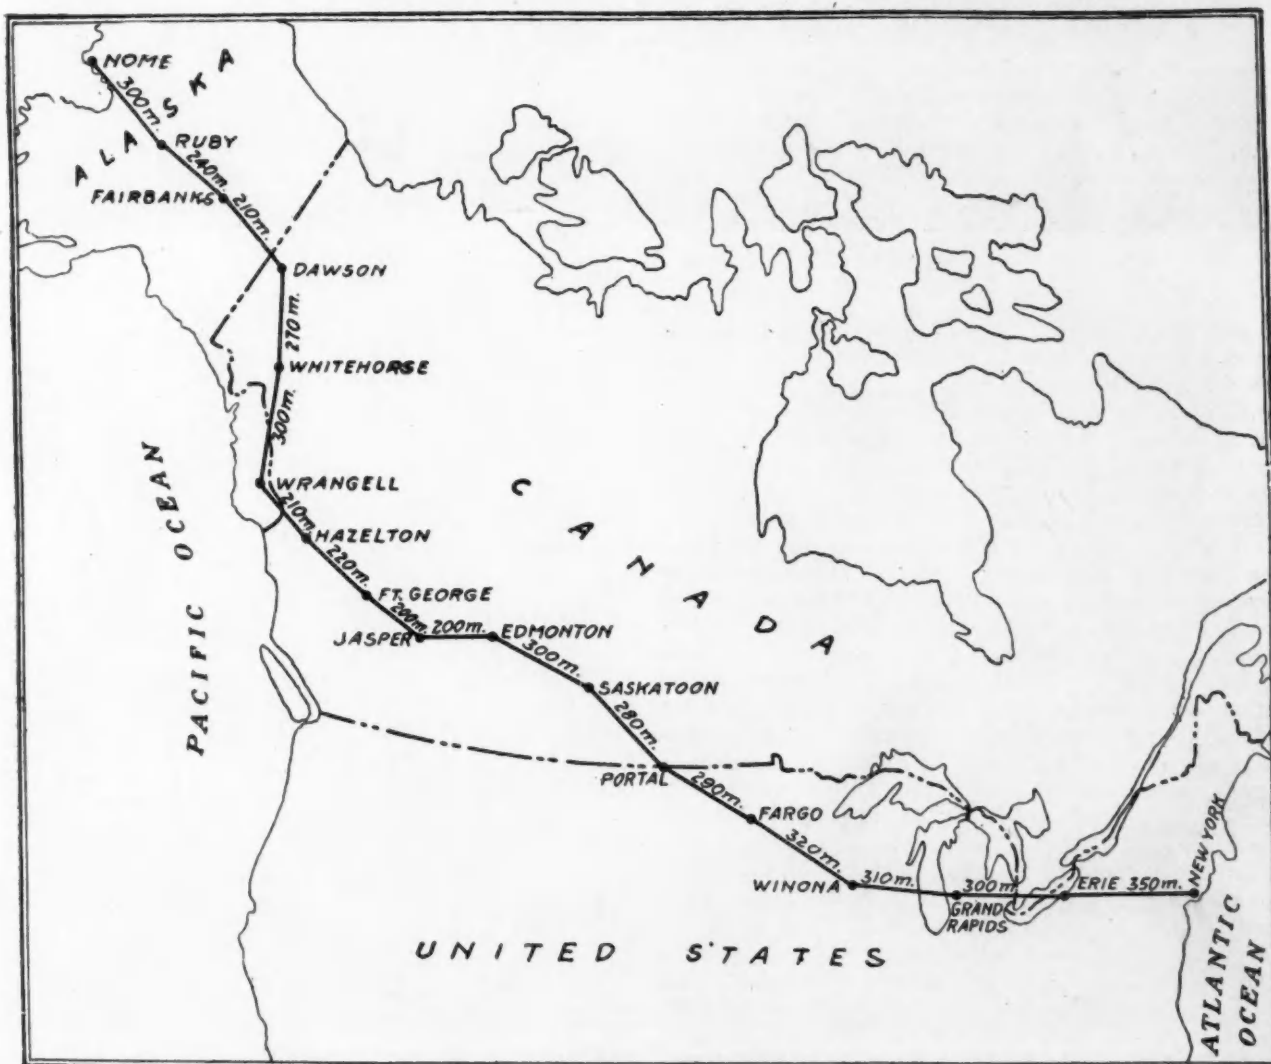 NOME
300m.
ALASKA
RUBY
240m.
FAIRBANKS
210m.
DAWSON
270m.
WHITEHORSE
300m.
WRANGELL
210m.
HAZELTON
220m.
FT. GEORGE
200m.
JASPER
200m.
EDMONTON
300m.
SASKATOON
280m.
PORTAL
290m.
FARGO
320m.
WINONA
310m.
GRAND
RAPIDS
300m.
ERIE
350m.
NEW YORK
CANADA
PACIFIC OCEAN
UNITED STATES
ATLANTIC
OCEAN